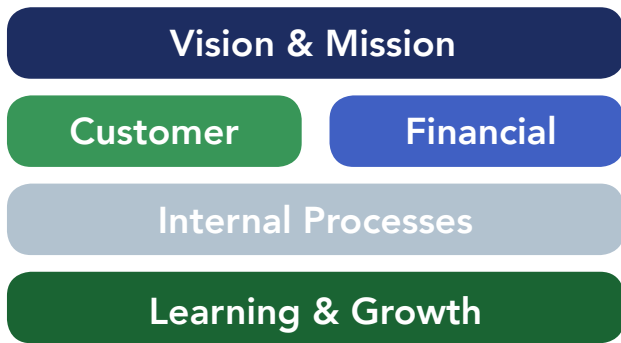 Vision & Mission
Customer
Financial
Internal Processes
Learning & Growth